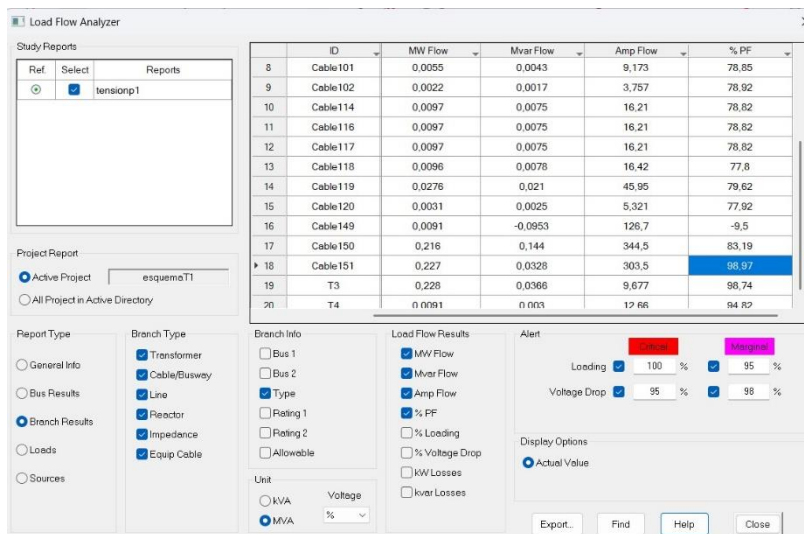 Load Flow Analyzer
Study Reports
Ref. Select Reports
tensionp1
Project Report
Active Project esquemaT1
All Project in Active Directory
ID MW Flow Mvar Flow Amp Flow % PF
8 Cable101 0,0055 0,0043 9,173 78,85
9 Cable102 0,0022 0,0017 3,757 78,92
10 Cable114 0,0097 0,0075 16,21 78,82
11 Cable116 0,0097 0,0075 16,21 78,82
12 Cable117 0,0097 0,0075 16,21 78,82
13 Cable118 0,0096 0,0078 16,42 77,8
14 Cable119 0,0276 0,021 45,95 79,62
15 Cable120 0,0031 0,0025 5,321 77,92
16 Cable149 0,0091 -0,0953 126,7 -9,5
17 Cable150 0,216 0,144 344,5 83,19
18 Cable151 0,227 0,0328 303,5 98,97
19 T3 0,228 0,0366 9,677 98,74
20 T4 0,0091 0,003 12,66 94,82
Report Type
General Info
Bus Results
Branch Results
Loads
Sources
Branch Type
Transformer
Cable/Busway
Line
Reactor
Impedance
Equip Cable
Branch Info
Bus 1
Bus 2
Type
Rating 1
Rating 2
Allowable
Unit
kVA
MVA
Voltage
%
Load Flow Results
MW Flow
Mvar Flow
Amp Flow
% PF
% Loading
% Voltage Drop
kW Losses
kvar Losses
Alert
Critical Marginal
Loading 100 % 95 %
Voltage Drop 95 % 98 %
Display Options
Actual Value
Export... Find Help Close